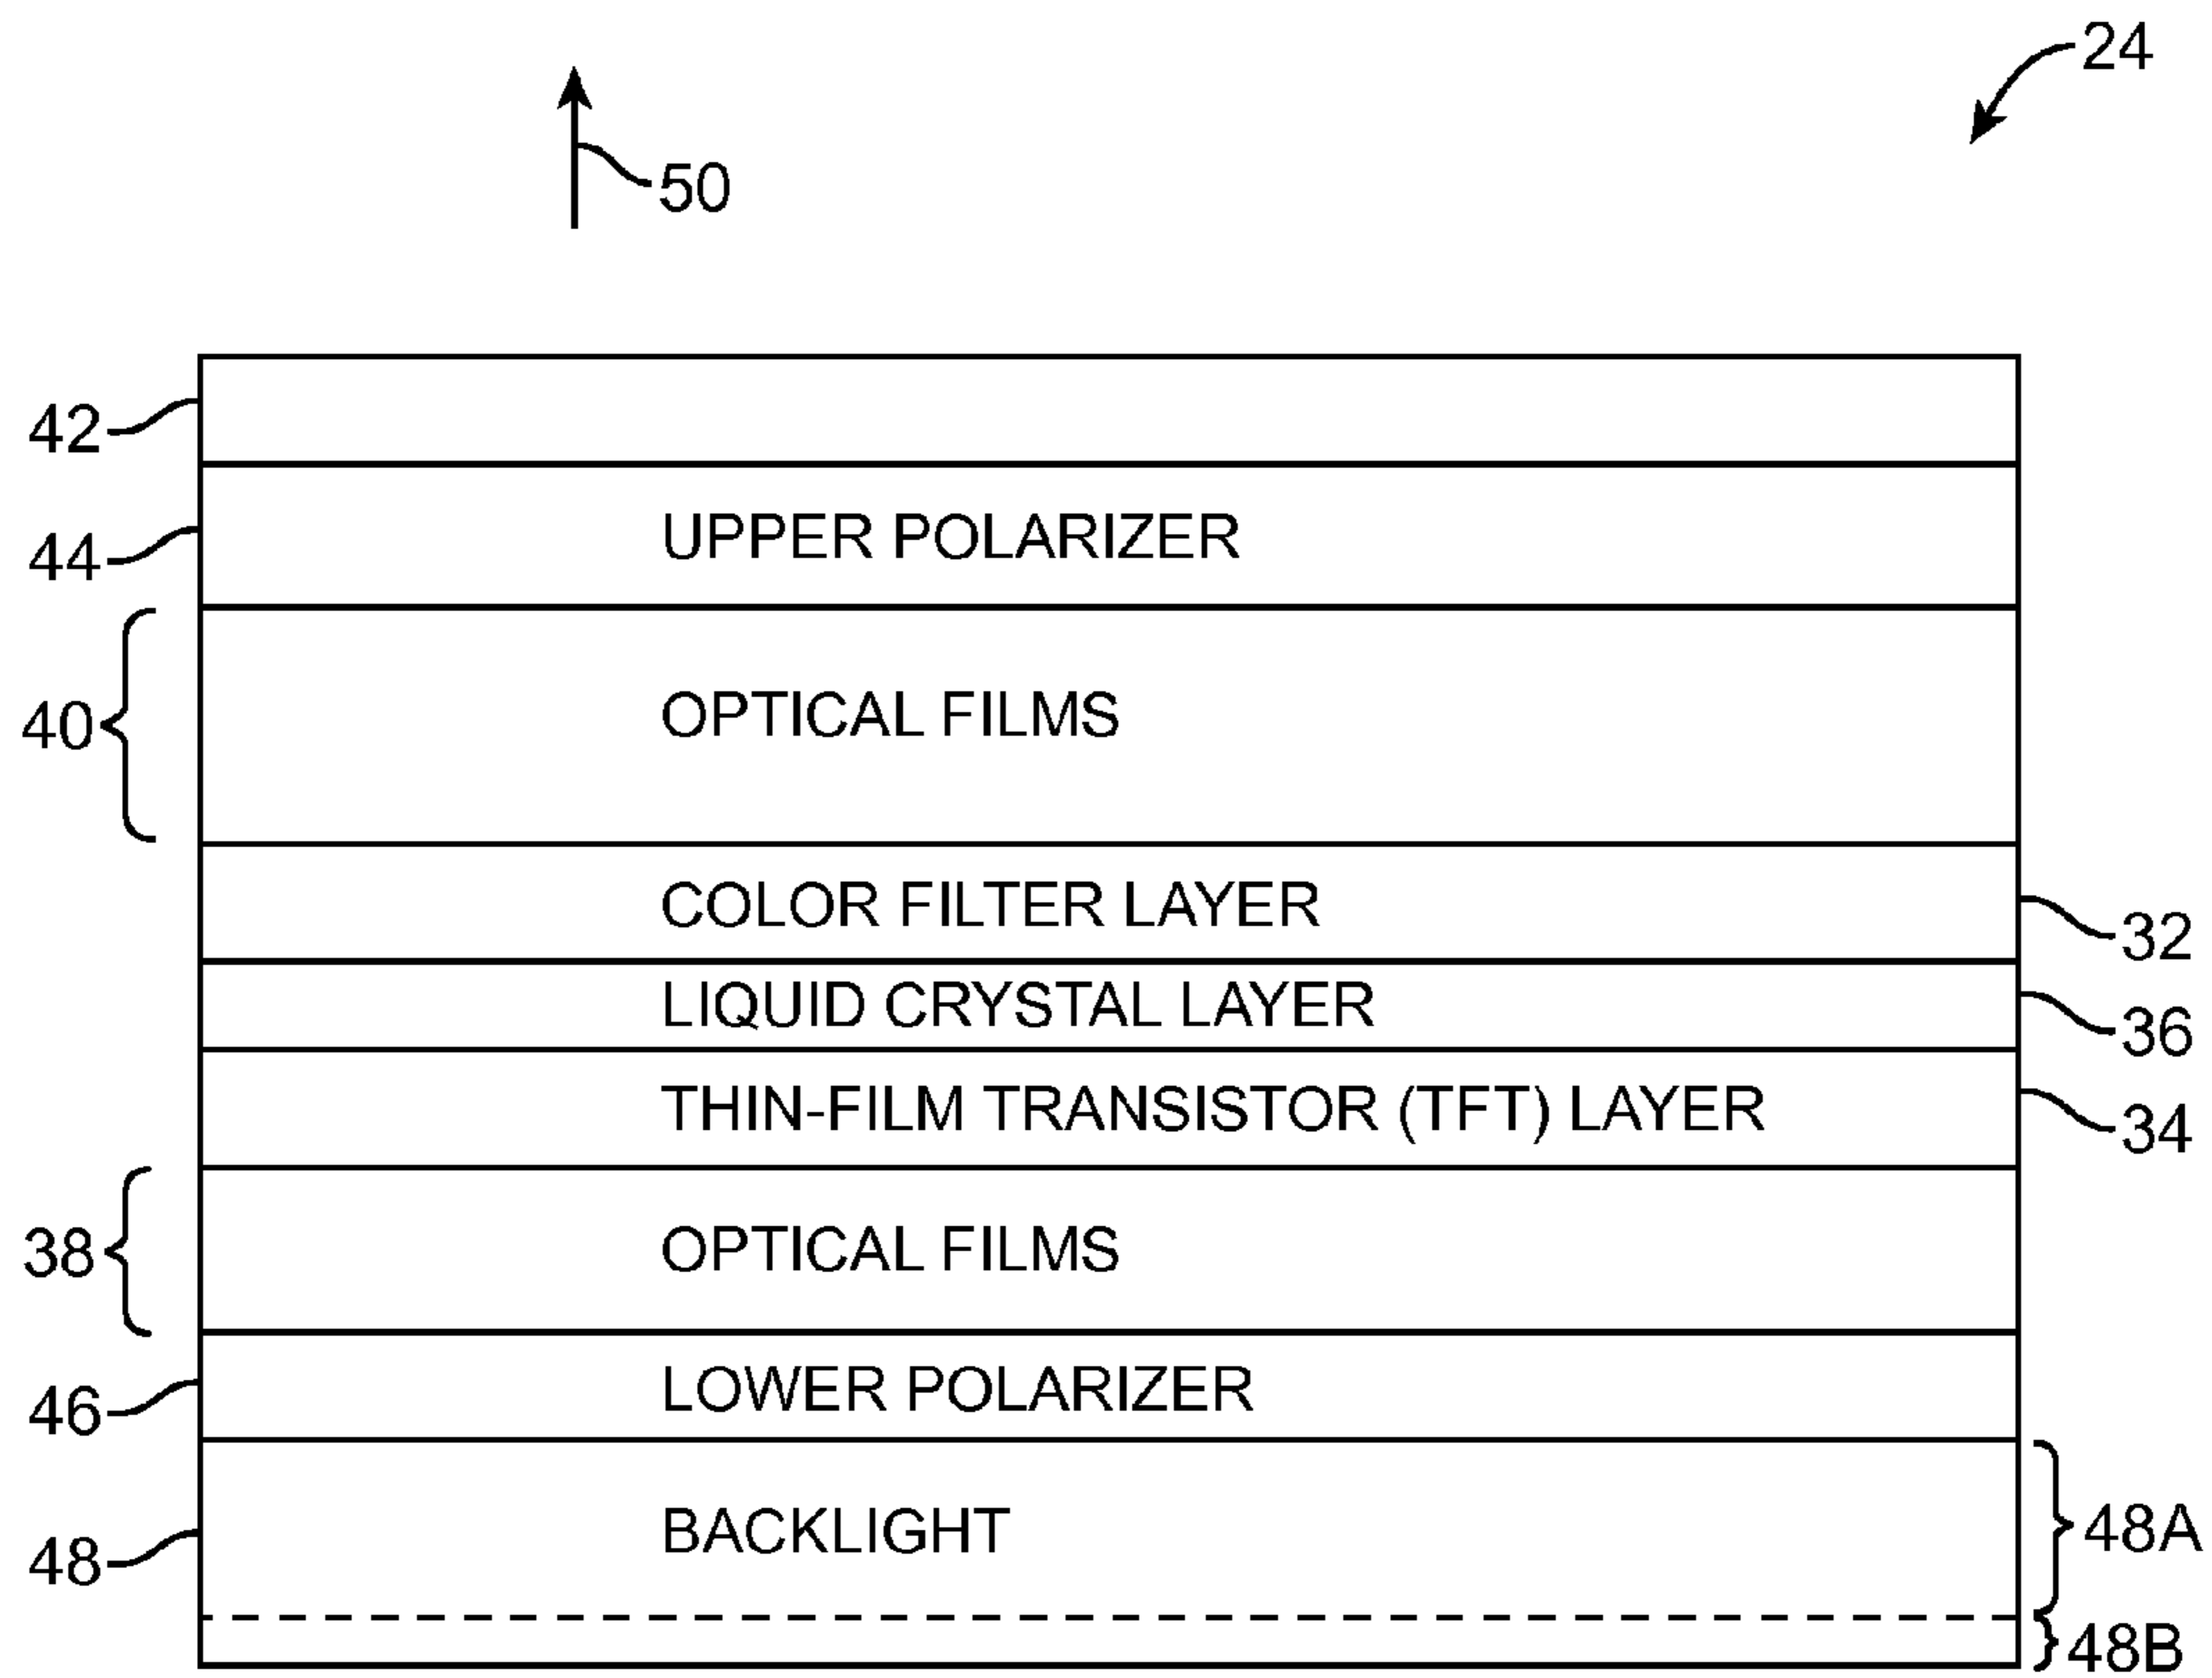 24
50
42
44
UPPER POLARIZER
40
OPTICAL FILMS
COLOR FILTER LAYER
32
LIQUID CRYSTAL LAYER
36
THIN-FILM TRANSISTOR (TFT) LAYER
34
38
OPTICAL FILMS
46
LOWER POLARIZER
48
BACKLIGHT
48A
48B